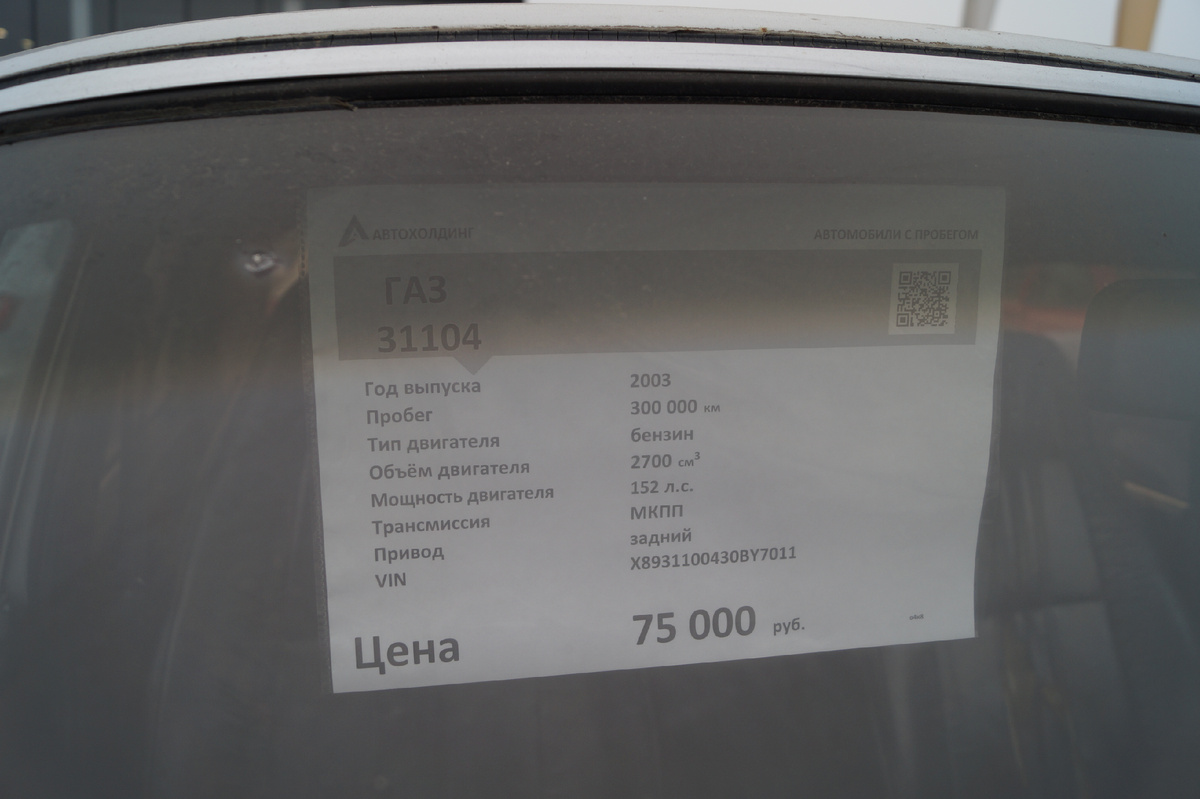 АВТОХОЛДИНГ АВТОМОБИЛИ С ПРОБЕГОМ
ГАЗ
31104
Год выпуска 2003
Пробег 300 000 км
Тип двигателя бензин
Объём двигателя 2700 см³
Мощность двигателя 152 л.с.
Трансмиссия МКПП
Привод задний
VIN X8931100430BY7011
Цена 75 000 руб.